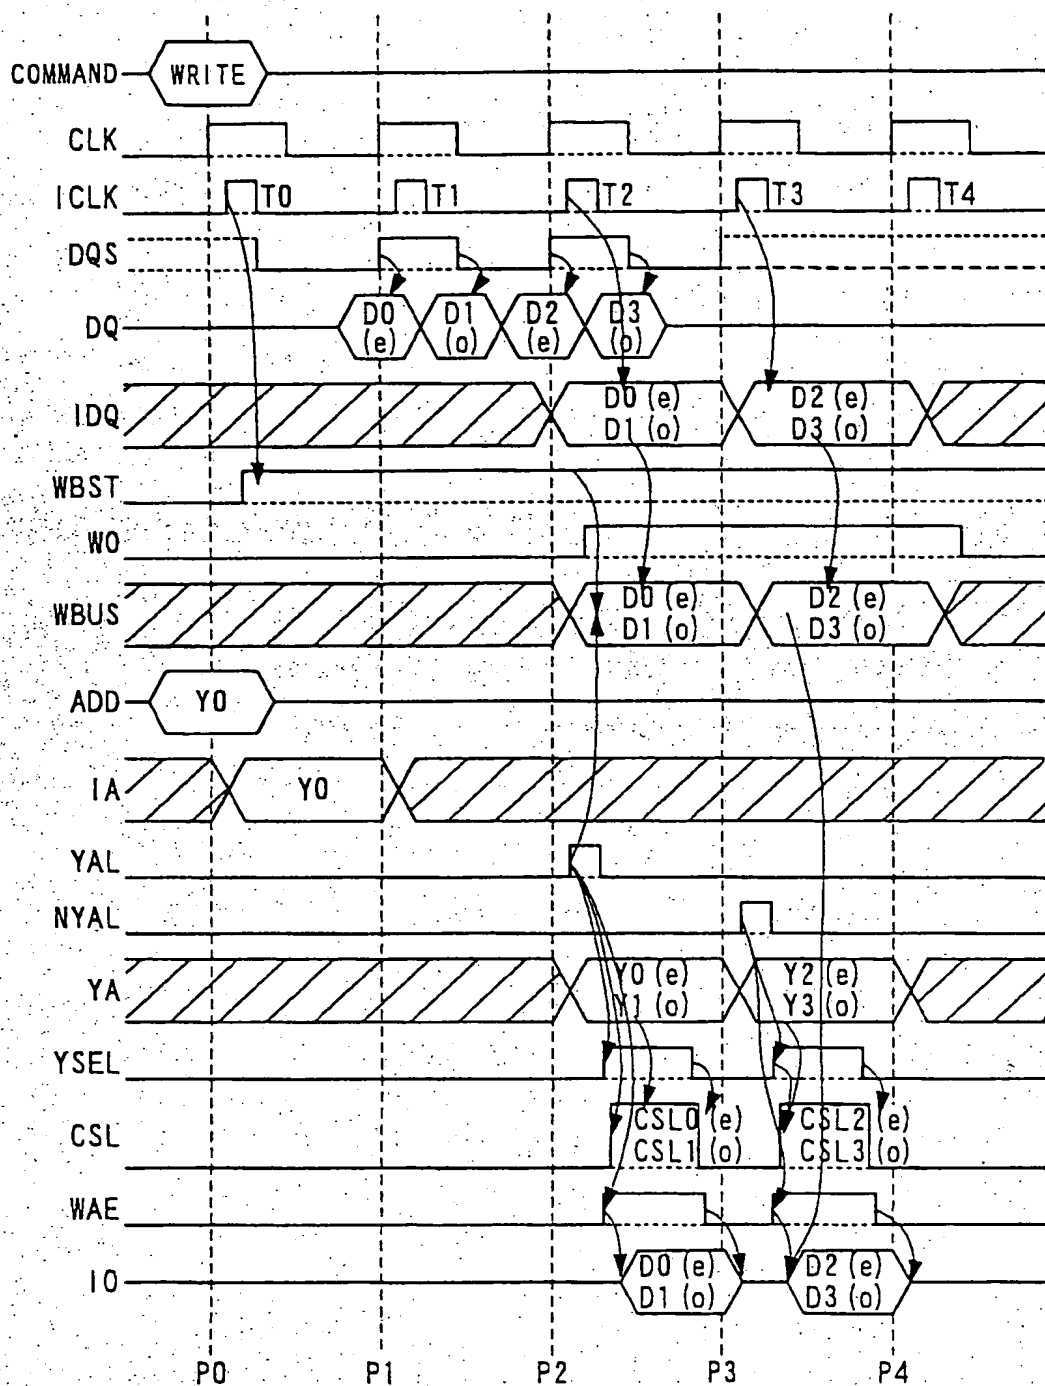 COMMAND WRITE
CLK
ICLK T0 T1 T2 T3 T4
DQS
DQ D0 (e) D1 (o) D2 (e) D3 (o)
IDQ D0 (e) D2 (e)
D1 (o) D3 (o)
WBST
WO
WBUS D0 (e) D2 (e)
D1 (o) D3 (o)
ADD Y0
IA Y0
YAL
NYAL
YA Y0 (e) Y2 (e)
Y1 (o) Y3 (o)
YSEL
CSL CSL0 (e) CSL2 (e)
CSL1 (o) CSL3 (o)
WAE
IO D0 (e) D2 (e)
D1 (o) D3 (o)
P0 P1 P2 P3 P4